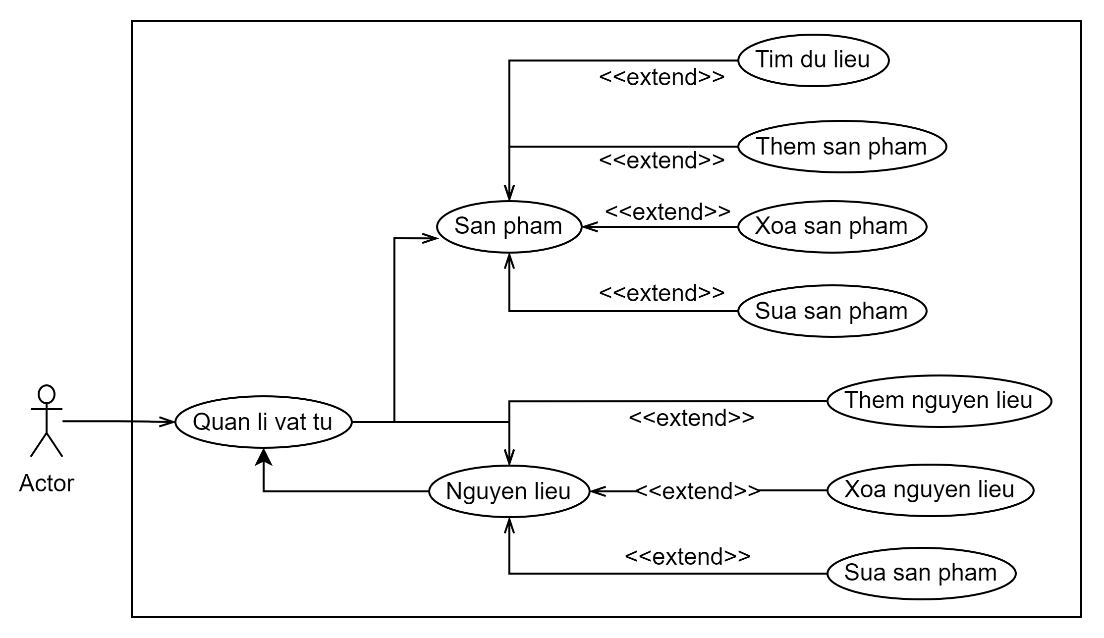 Tim du lieu
<<extend>>
Them san pham
<<extend>>
<<extend>>
San pham
Xoa san pham
<<extend>>
Sua san pham
Them nguyen lieu
<<extend>>
Quan li vat tu
Actor
Nguyen lieu
<<extend>>
Xoa nguyen lieu
<<extend>>
Sua san pham